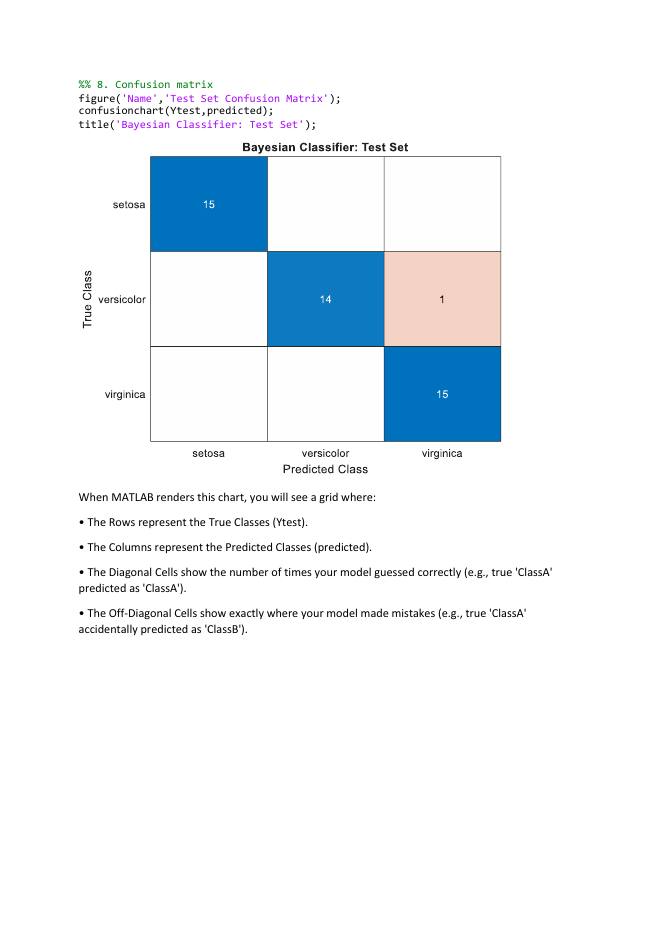 %% 8. Confusion matrix
figure('Name','Test Set Confusion Matrix');
confusionchart(Ytest,predicted);
title('Bayesian Classifier: Test Set');
Bayesian Classifier: Test Set
setosa
15
True Class
versicolor
14
1
virginica
15
setosa
versicolor
virginica
Predicted Class
When MATLAB renders this chart, you will see a grid where:
• The Rows represent the True Classes (Ytest).
• The Columns represent the Predicted Classes (predicted).
• The Diagonal Cells show the number of times your model guessed correctly (e.g., true 'ClassA'
predicted as 'ClassA').
• The Off-Diagonal Cells show exactly where your model made mistakes (e.g., true 'ClassA'
accidentally predicted as 'ClassB').